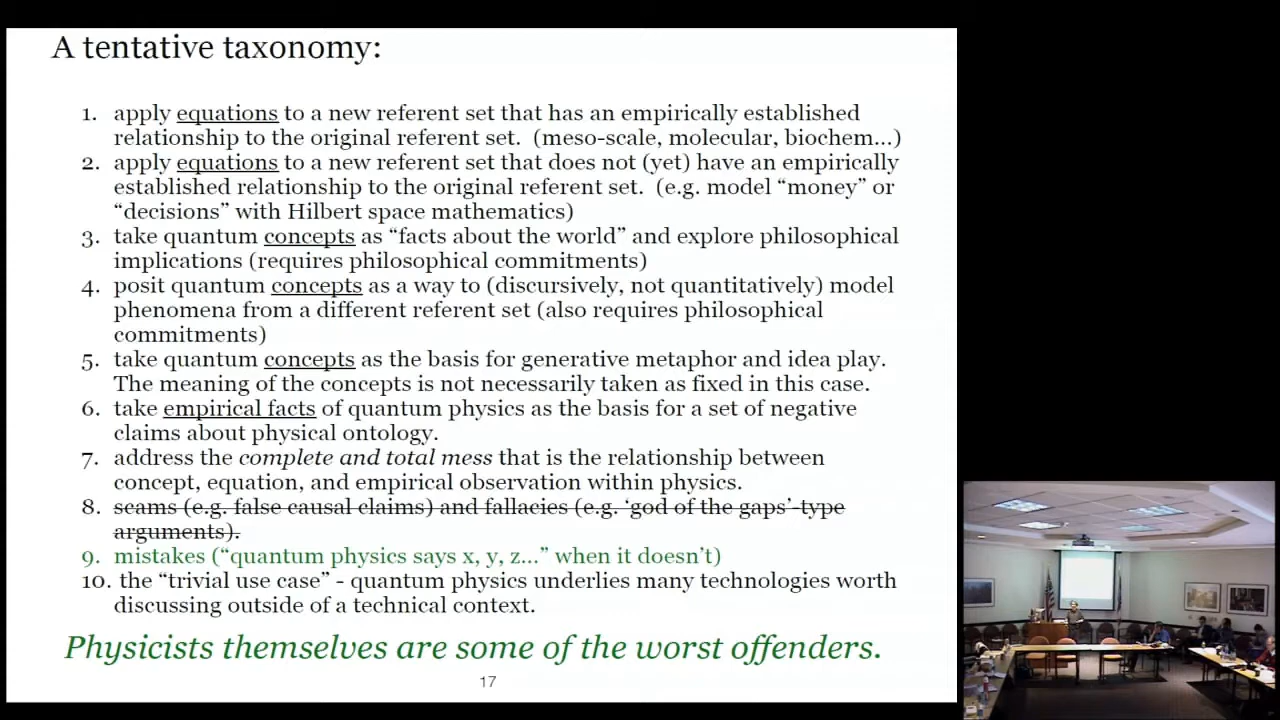 A tentative taxonomy:
1. apply equations to a new referent set that has an empirically established
relationship to the original referent set. (meso-scale, molecular, biochem...)
2. apply equations to a new referent set that does not (yet) have an empirically
established relationship to the original referent set. (e.g. model “money” or
“decisions” with Hilbert space mathematics)
3. take quantum concepts as “facts about the world” and explore philosophical
implications (requires philosophical commitments)
4. posit quantum concepts as a way to (discursively, not quantitatively) model
phenomena from a different referent set (also requires philosophical
commitments)
5. take quantum concepts as the basis for generative metaphor and idea play.
The meaning of the concepts is not necessarily taken as fixed in this case.
6. take empirical facts of quantum physics as the basis for a set of negative
claims about physical ontology.
7. address the complete and total mess that is the relationship between
concept, equation, and empirical observation within physics.
8. scams (e.g. false causal claims) and fallacies (e.g. ‘god of the gaps’-type
arguments).
9. mistakes (“quantum physics says x, y, z...” when it doesn’t)
10. the “trivial use case” - quantum physics underlies many technologies worth
discussing outside of a technical context.
Physicists themselves are some of the worst offenders.
17